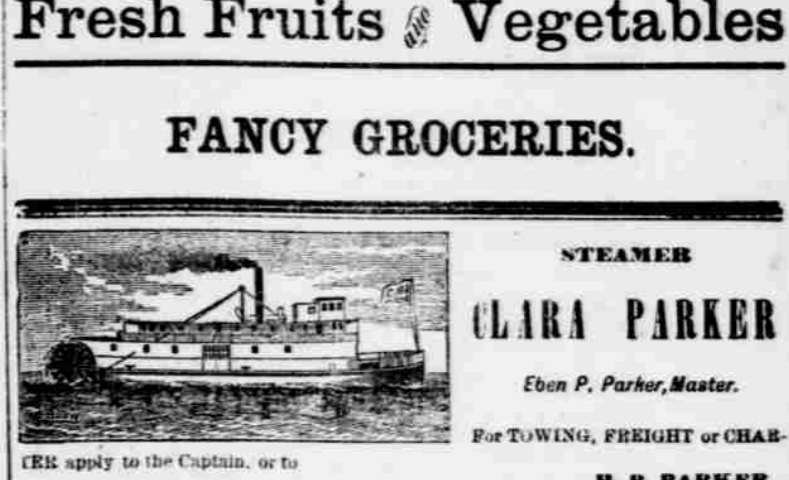 Fresh Fruits AND Vegetables
FANCY GROCERIES.
STEAMER
CLARA PARKER
Eben P. Parker, Master.
For TOWING, FREIGHT or CHAR-
TER apply to the Captain, or to
H. B. PARKER